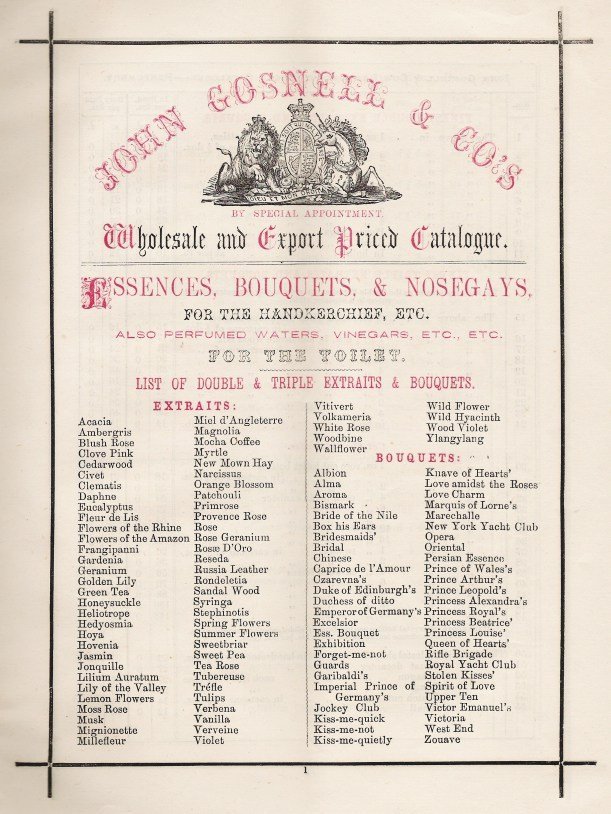 JOHN GOSNELL & CO'S
DIEU ET MON DROIT
BY SPECIAL APPOINTMENT.
Wholesale and Export Priced Catalogue.
ESSENCES, BOUQUETS, & NOSEGAYS,
FOR THE HANDKERCHIEF, ETC.
ALSO PERFUMED WATERS, VINEGARS, ETC., ETC.
FOR THE TOILET.
LIST OF DOUBLE & TRIPLE EXTRAITS & BOUQUETS.
EXTRAITS:
Acacia
Ambergris
Blush Rose
Clove Pink
Cedarwood
Civet
Clematis
Daphne
Eucalyptus
Fleur de Lis
Flowers of the Rhine
Flowers of the Amazon
Frangipanni
Gardenia
Geranium
Golden Lily
Green Tea
Honeysuckle
Heliotrope
Hedyosmia
Hoya
Hovenia
Jasmin
Jonquille
Lilium Auratum
Lily of the Valley
Lemon Flowers
Moss Rose
Musk
Mignionette
Millefleur
Miel d'Angleterre
Magnolia
Mocha Coffee
Myrtle
New Mown Hay
Narcissus
Orange Blossom
Patchouli
Primrose
Provence Rose
Rose
Rose Geranium
Rosæ D'Oro
Reseda
Russia Leather
Rondeletia
Sandal Wood
Syringa
Stephinotis
Spring Flowers
Summer Flowers
Sweetbriar
Sweet Pea
Tea Rose
Tubereuse
Tréfle
Tulips
Verbena
Vanilla
Verveine
Violet
Vitivert
Volkameria
White Rose
Woodbine
Wallflower
Wild Flower
Wild Hyacinth
Wood Violet
Ylangylang
BOUQUETS:
Albion
Alma
Aroma
Bismark
Bride of the Nile
Box his Ears
Bridesmaids'
Bridal
Chinese
Caprice de l'Amour
Czarevna's
Duke of Edinburgh's
Duchess of ditto
Emperor of Germany's
Excelsior
Ess. Bouquet
Exhibition
Forget-me-not
Guards
Garibaldi's
Imperial Prince of
Germany's
Jockey Club
Kiss-me-quick
Kiss-me-not
Kiss-me-quietly
Knave of Hearts'
Love amidst the Roses
Love Charm
Marquis of Lorne's
Marechalle
New York Yacht Club
Opera
Oriental
Persian Essence
Prince of Wales's
Prince Arthur's
Prince Leopold's
Princess Alexandra's
Princess Royal's
Princess Beatrice'
Princess Louise'
Queen of Hearts'
Rifle Brigade
Royal Yacht Club
Stolen Kisses'
Spirit of Love
Upper Ten
Victor Emanuel's
Victoria
West End
Zouave
1